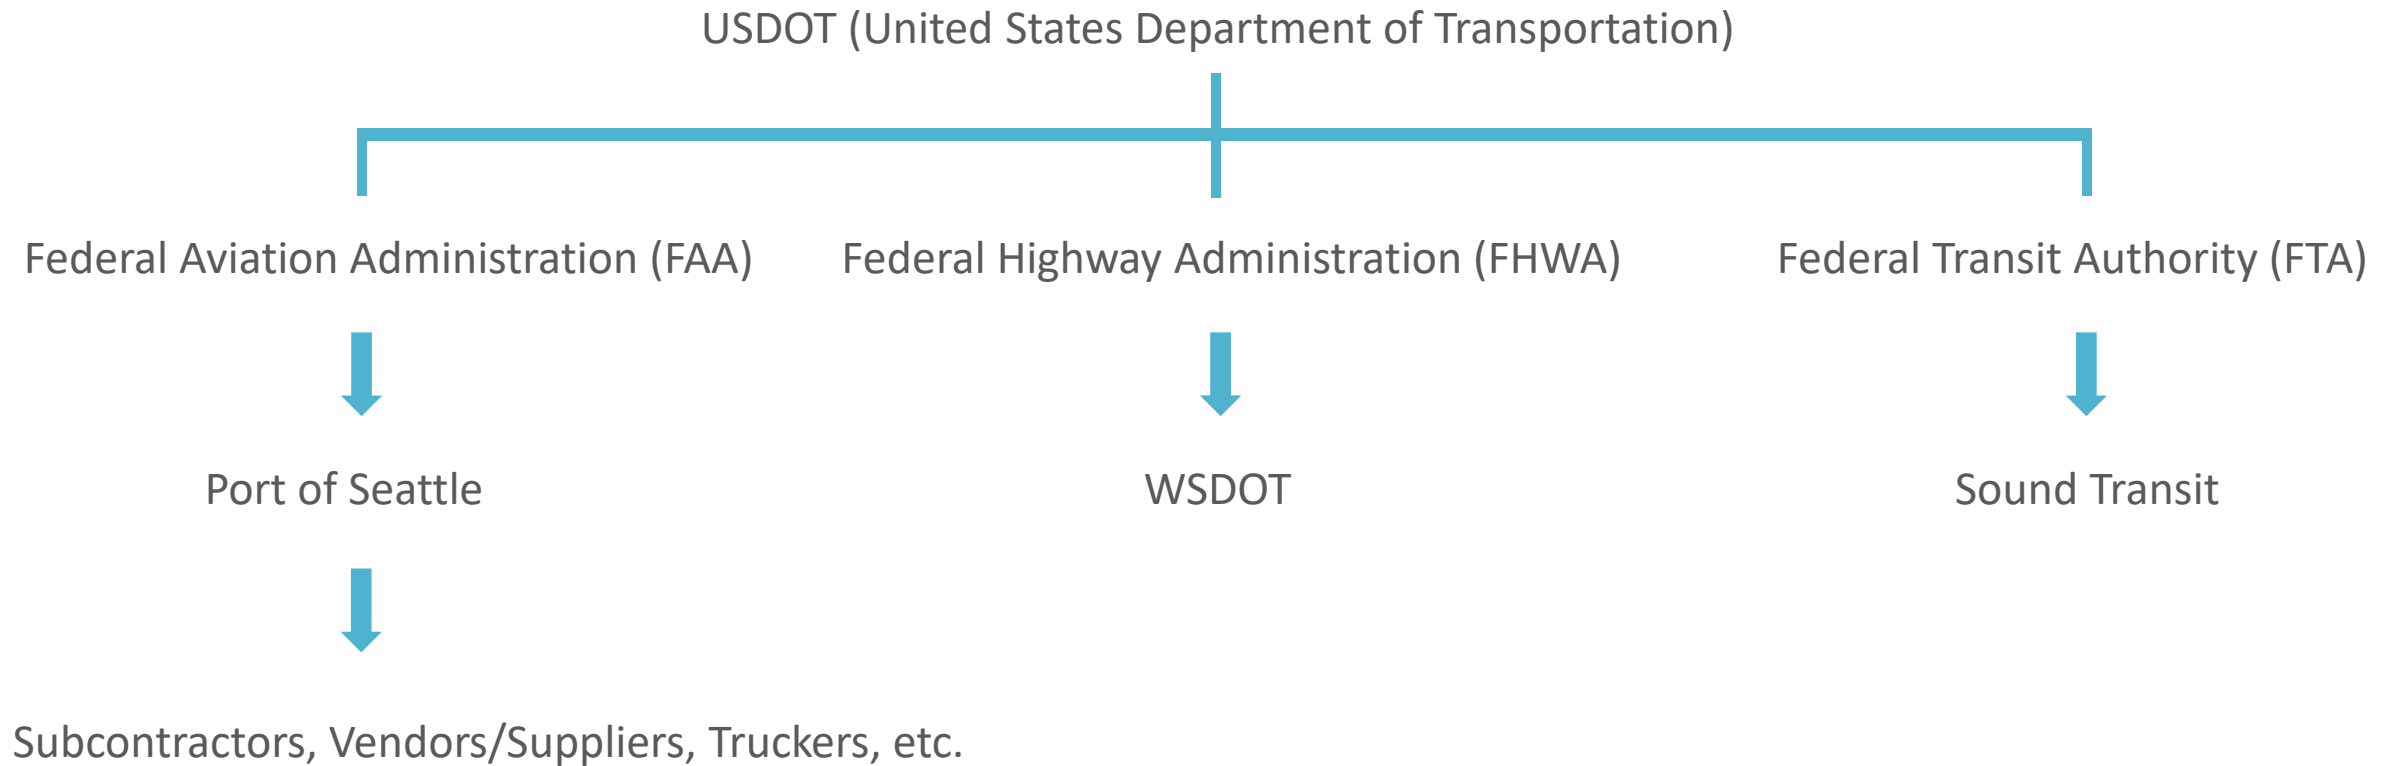 USDOT (United States Department of Transportation)
Federal Aviation Administration (FAA)
Federal Highway Administration (FHWA)
Federal Transit Authority (FTA)
Port of Seattle
WSDOT
Sound Transit
Subcontractors, Vendors/Suppliers, Truckers, etc.